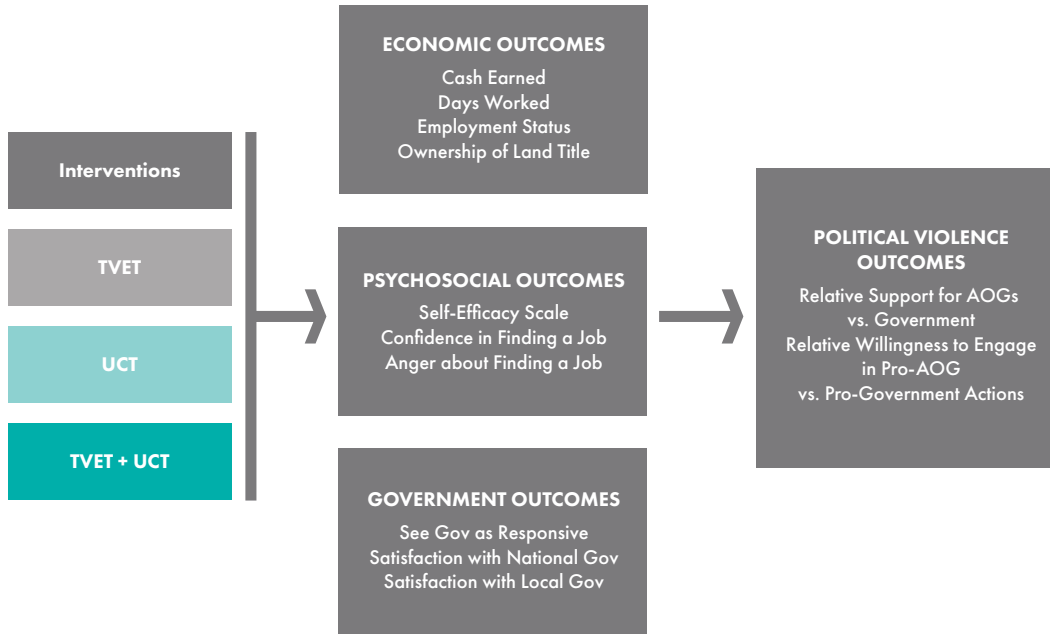 Interventions
TVET
UCT
TVET + UCT
ECONOMIC OUTCOMES
Cash Earned
Days Worked
Employment Status
Ownership of Land Title
PSYCHOSOCIAL OUTCOMES
Self-Efficacy Scale
Confidence in Finding a Job
Anger about Finding a Job
GOVERNMENT OUTCOMES
See Gov as Responsive
Satisfaction with National Gov
Satisfaction with Local Gov
POLITICAL VIOLENCE
OUTCOMES
Relative Support for AOGs
vs. Government
Relative Willingness to Engage
in Pro-AOG
vs. Pro-Government Actions